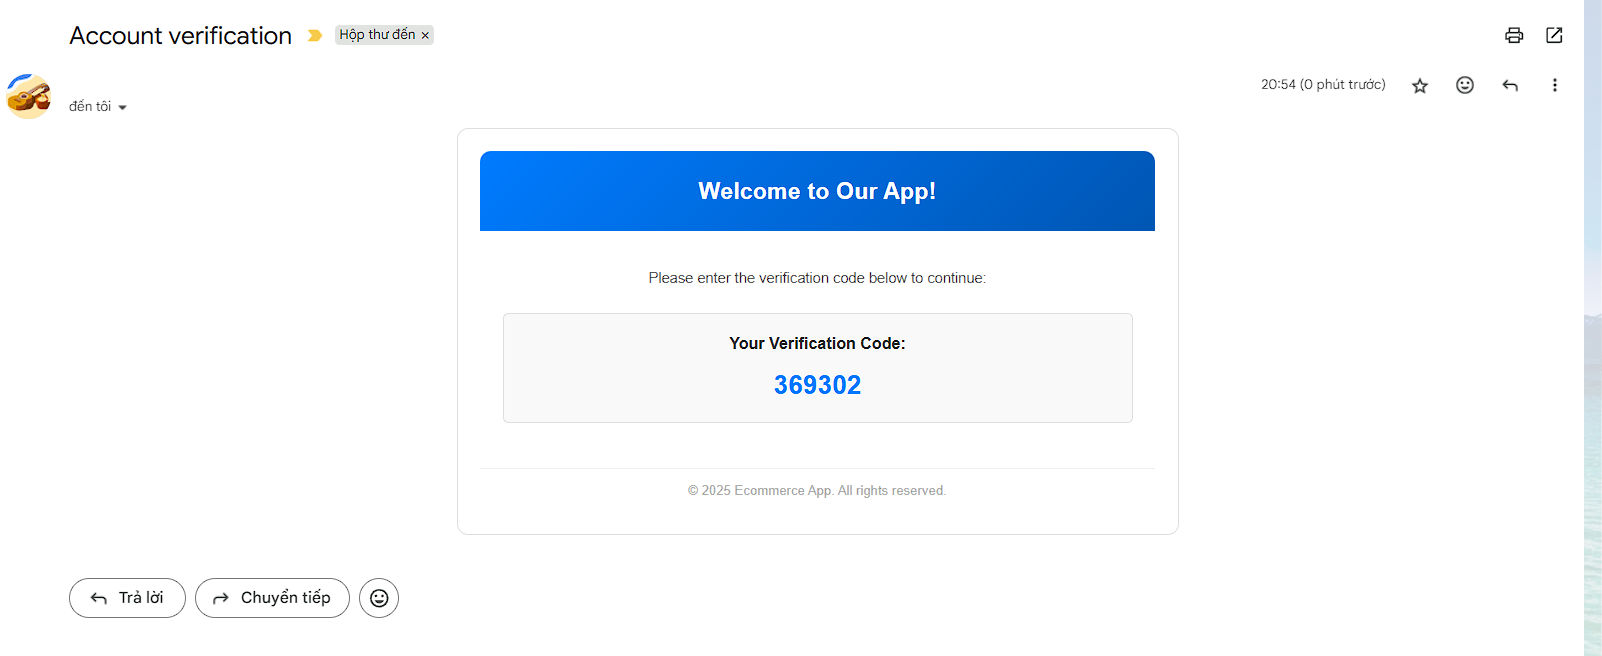 Account verification
Hộp thư đến ×
20:54 (0 phút trước)
đến tôi
Welcome to Our App!
Please enter the verification code below to continue:
Your Verification Code:
369302
© 2025 Ecommerce App. All rights reserved.
Trả lời
Chuyển tiếp